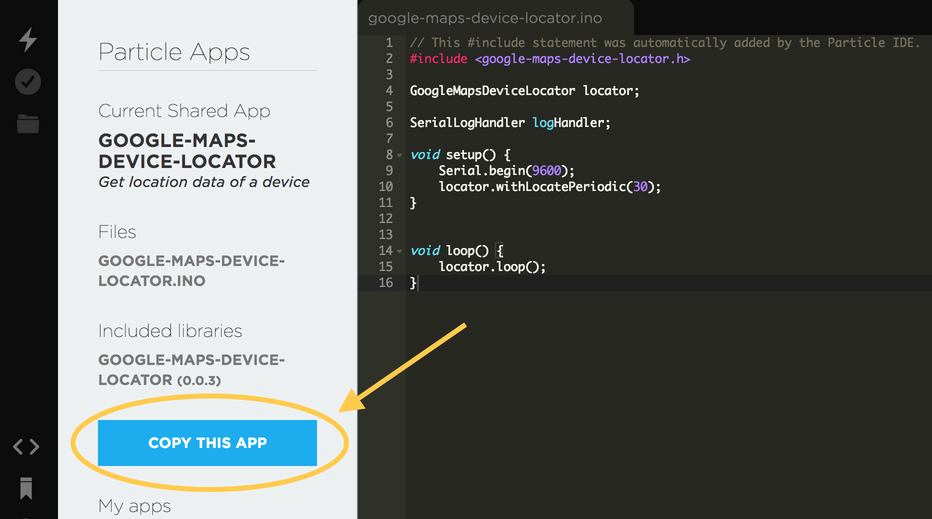 Particle Apps
Current Shared App
GOOGLE-MAPS-
DEVICE-LOCATOR
Get location data of a device
Files
GOOGLE-MAPS-DEVICE-
LOCATOR.INO
Included libraries
GOOGLE-MAPS-DEVICE-
LOCATOR (0.0.3)
COPY THIS APP
My apps
google-maps-device-locator.ino
1 // This #include statement was automatically added by the Particle IDE.
2 #include <google-maps-device-locator.h>
3
4 GoogleMapsDeviceLocator locator;
5
6 SerialLogHandler logHandler;
7
8 void setup() {
9 Serial.begin(9600);
10 locator.withLocatePeriodic(30);
11 }
12
13
14 void loop() {
15 locator.loop();
16 }